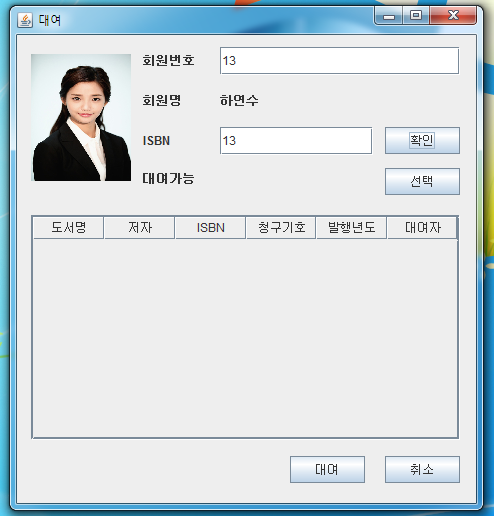 대여
회원번호 13
회원명 하연수
ISBN 13 확인
대여가능 선택
도서명 저자 ISBN 청구기호 발행년도 대여자
대여 취소